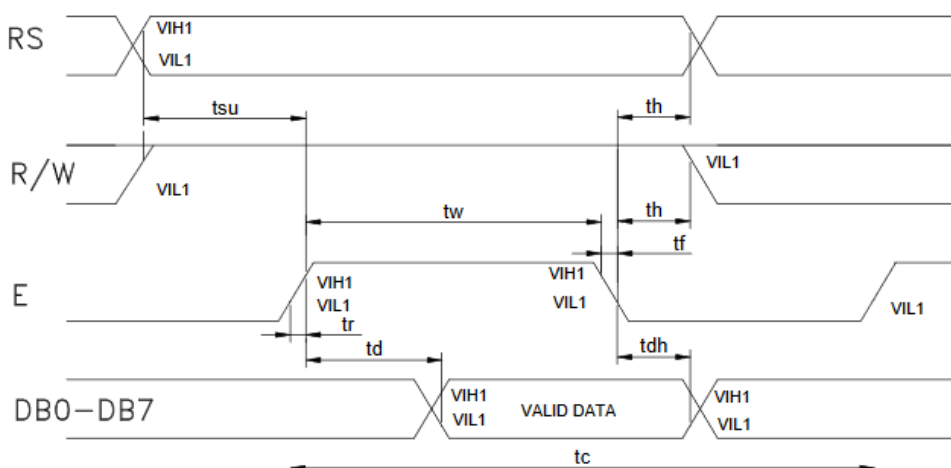 RS VIH1
VIL1
tsu th
R/W VIL1 VIL1
tw th
tf
E VIH1 VIH1
VIL1 VIL1 VIL1
tr
td tdh
DB0-DB7 VIH1 VALID DATA VIH1
VIL1 VIL1
tc